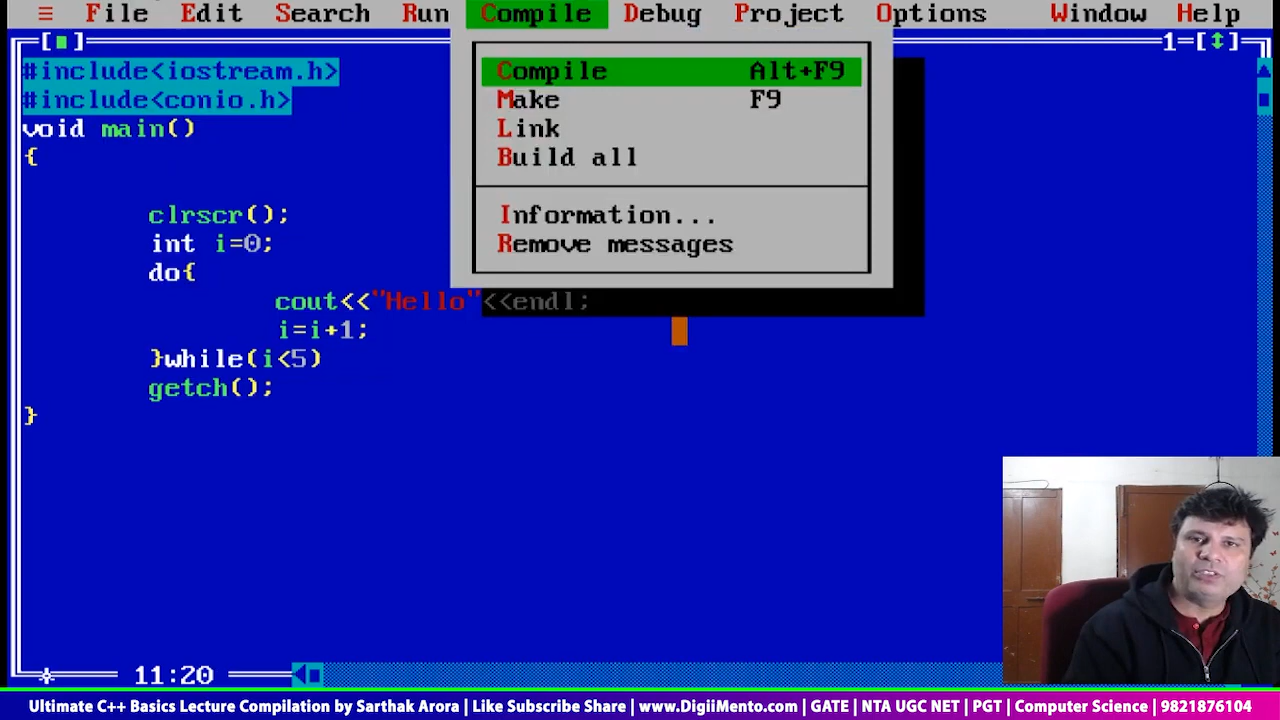 ≡ File Edit Search Run Compile Debug Project Options Window Help
[■] 1=[↕]
Compile Alt+F9
Make F9
Link
Build all
Information...
Remove messages
#include<iostream.h>
#include<conio.h>
void main()
{
clrscr();
int i=0;
do{
cout<<"Hello"<<endl;
i=i+1;
}while(i<5)
getch();
}
11:20
Ultimate C++ Basics Lecture Compilation by Sarthak Arora | Like Subscribe Share | www.DigiiMento.com | GATE | NTA UGC NET | PGT | Computer Science | 9821876104